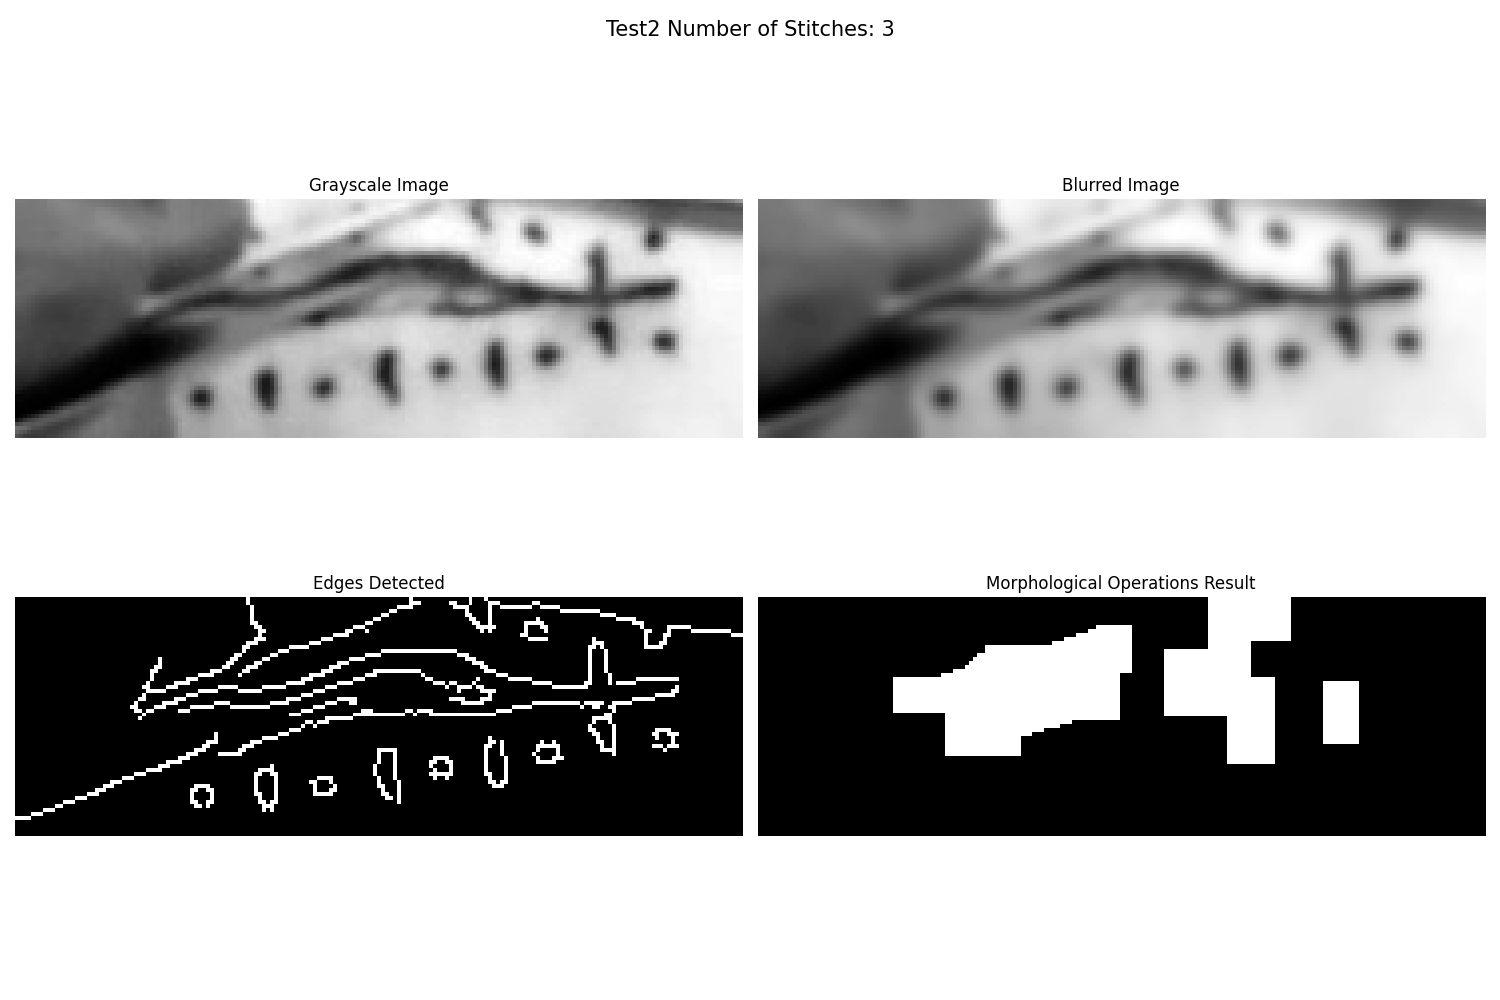 Test2 Number of Stitches: 3
Grayscale Image
Blurred Image
Edges Detected
Morphological Operations Result